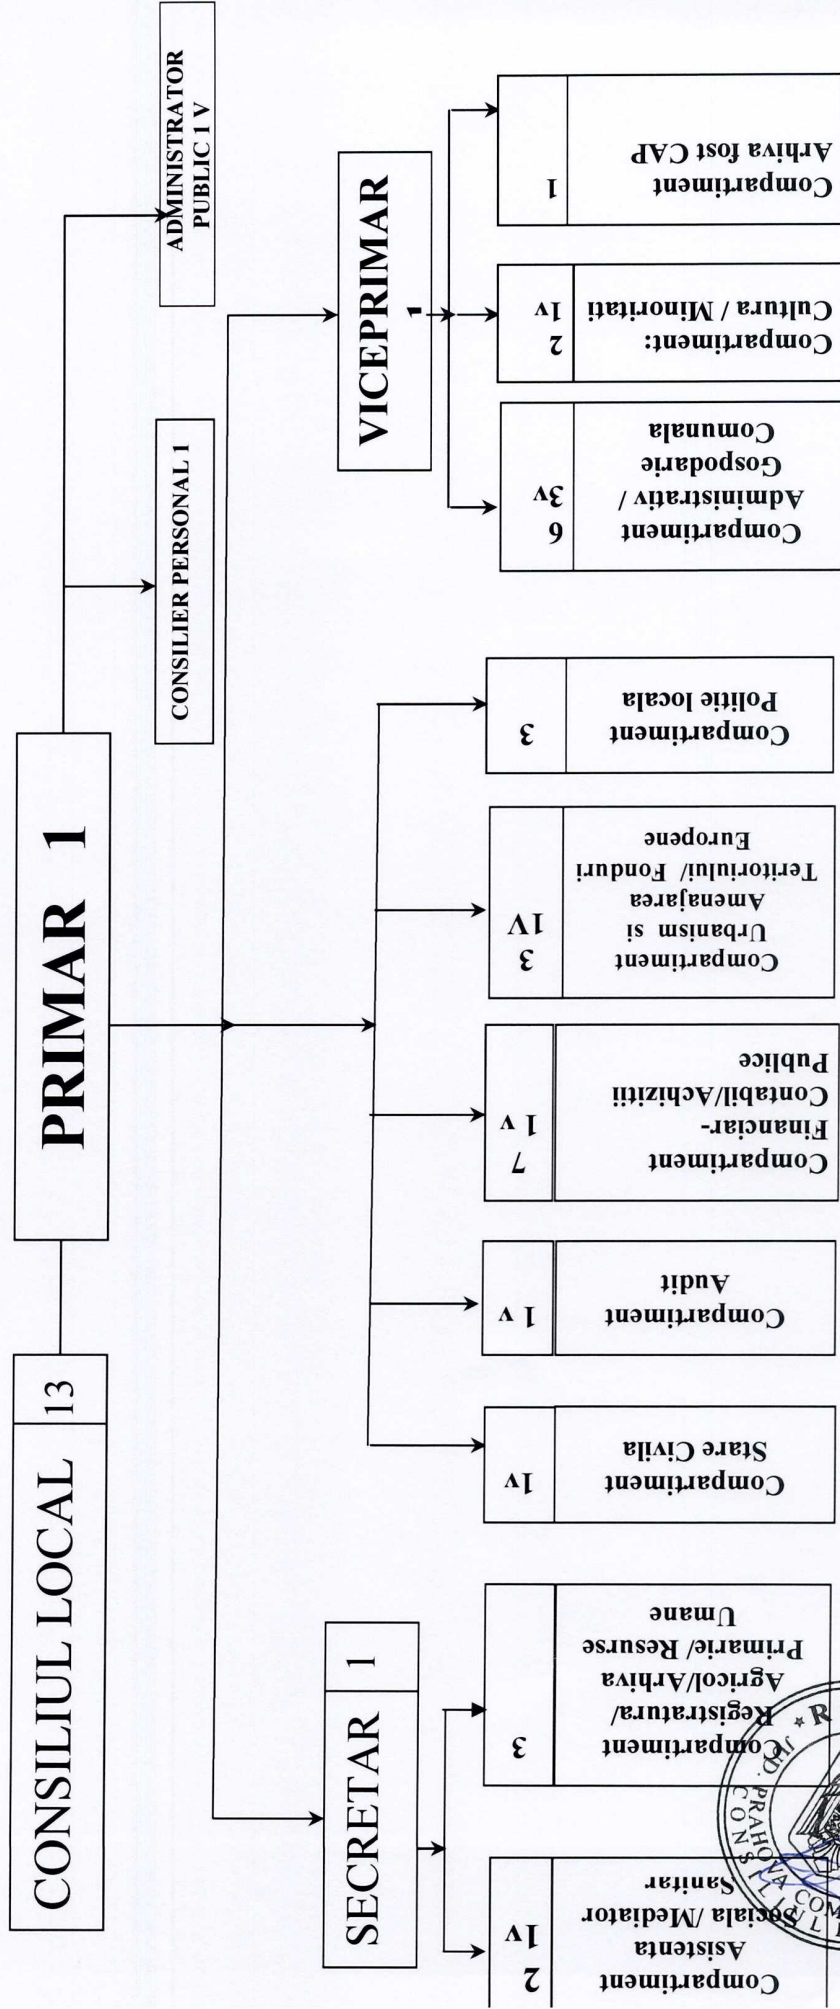 CONSILIUL LOCAL 13
PRIMAR 1
CONSILIER PERSONAL 1
ADMINISTRATOR
PUBLIC 1 V
SECRETAR 1
VICEPRIMAR
1
2
1v
Compartiment
Asistenta
Sociala /Mediator
Sanitar
3
Compartiment
Registratura/
Agricol/Arhiva
Primarie/ Resurse
Umane
1v
Compartiment
Stare Civila
1 v
Compartiment
Audit
7
1 v
Compartiment
Financiar-
Contabil/Achizitii
Publice
3
1V
Compartiment
Urbanism si
Amenajarea
Teritoriului/ Fonduri
Europene
3
Compartiment
Politie locala
6
3v
Compartiment
Administrativ /
Gospodarie
Comunala
2
1v
Compartiment:
Cultura / Minoritati
1
Compartiment
Arhiva fost CAP
* R
JUD. PRAHOVA